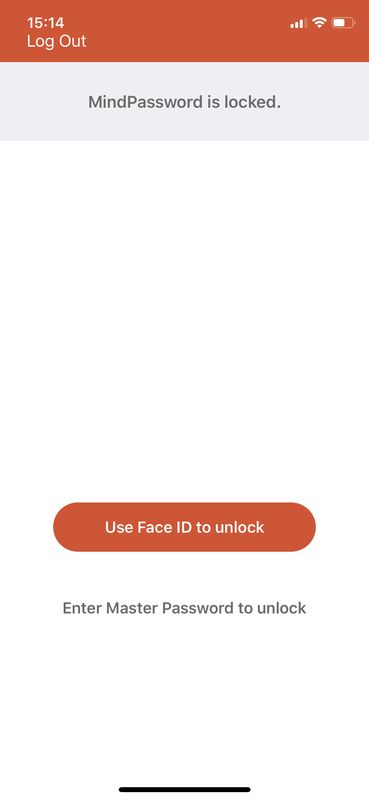 15:14
Log Out
MindPassword is locked.
Use Face ID to unlock
Enter Master Password to unlock